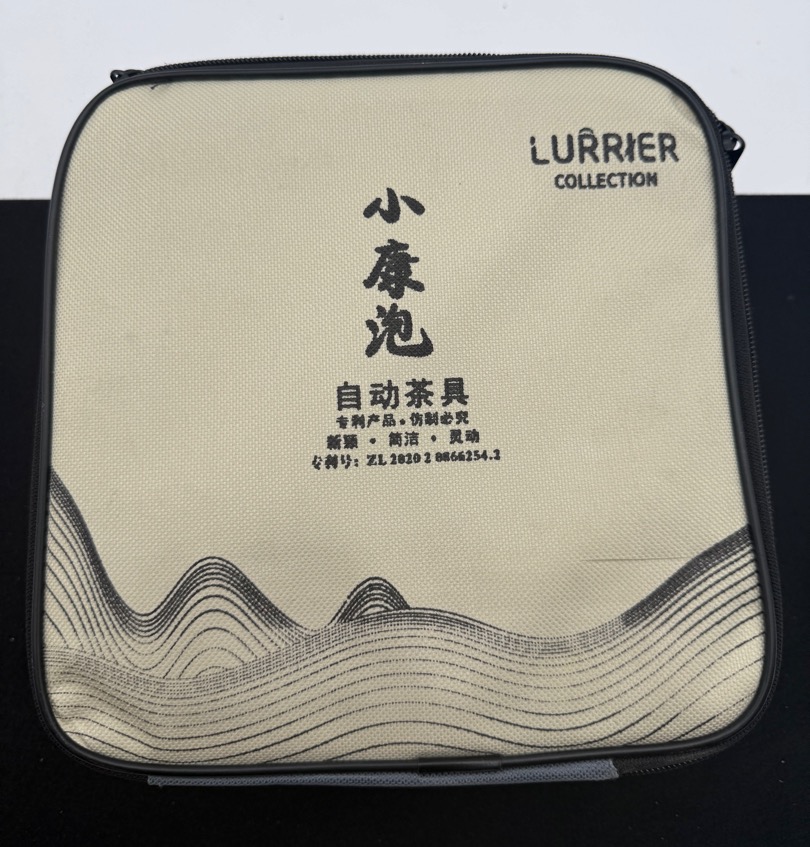 LURRIER
COLLECTION
小
康
泡
自动茶具
专利产品·仿制必究
新颖·简洁·灵动
专利号：ZL 2020 2 0866254.2